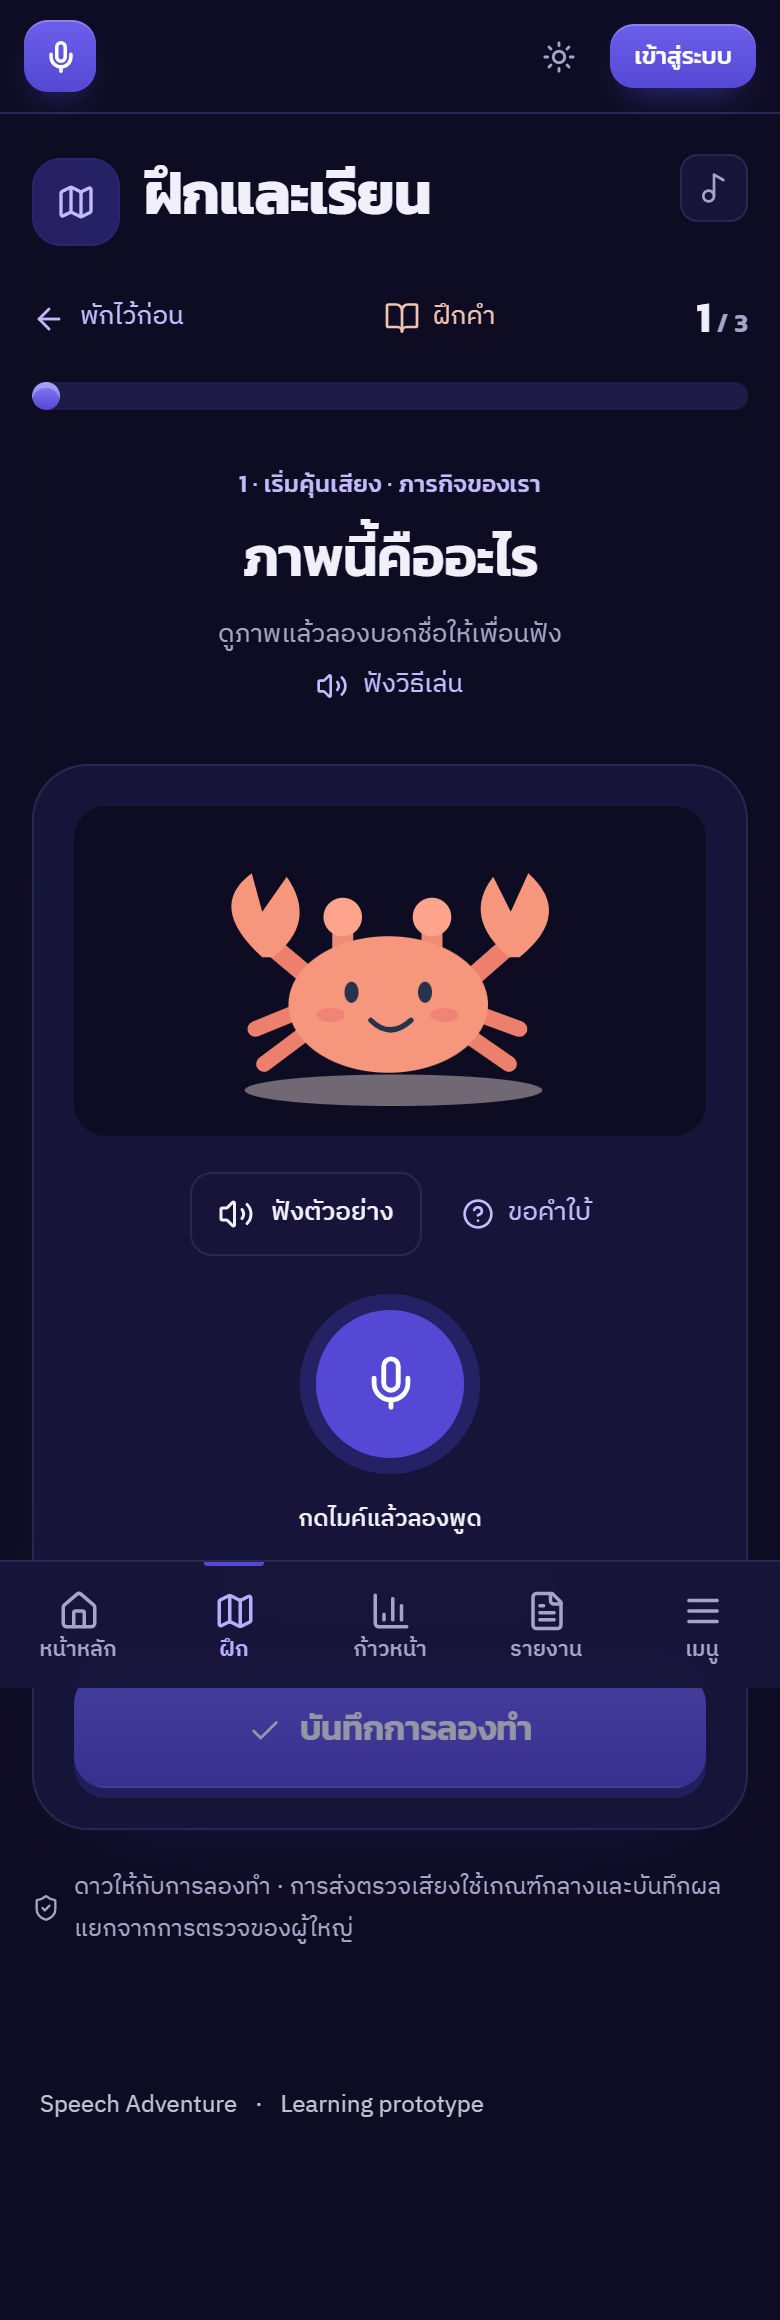 เข้าสู่ระบบ
ฝึกและเรียน
พักไว้ก่อน
ฝึกคำ
1 / 3
1 · เริ่มคุ้นเสียง · ภารกิจของเรา
ภาพนี้คืออะไร
ดูภาพแล้วลองบอกชื่อให้เพื่อนฟัง
ฟังวิธีเล่น
ฟังตัวอย่าง
ขอคำใบ้
กดไมค์แล้วลองพูด
หน้าหลัก
ฝึก
ก้าวหน้า
รายงาน
เมนู
บันทึกการลองทำ
ดาวให้กับการลองทำ · การส่งตรวจเสียงใช้เกณฑ์กลางและบันทึกผล
แยกจากการตรวจของผู้ใหญ่
Speech Adventure · Learning prototype